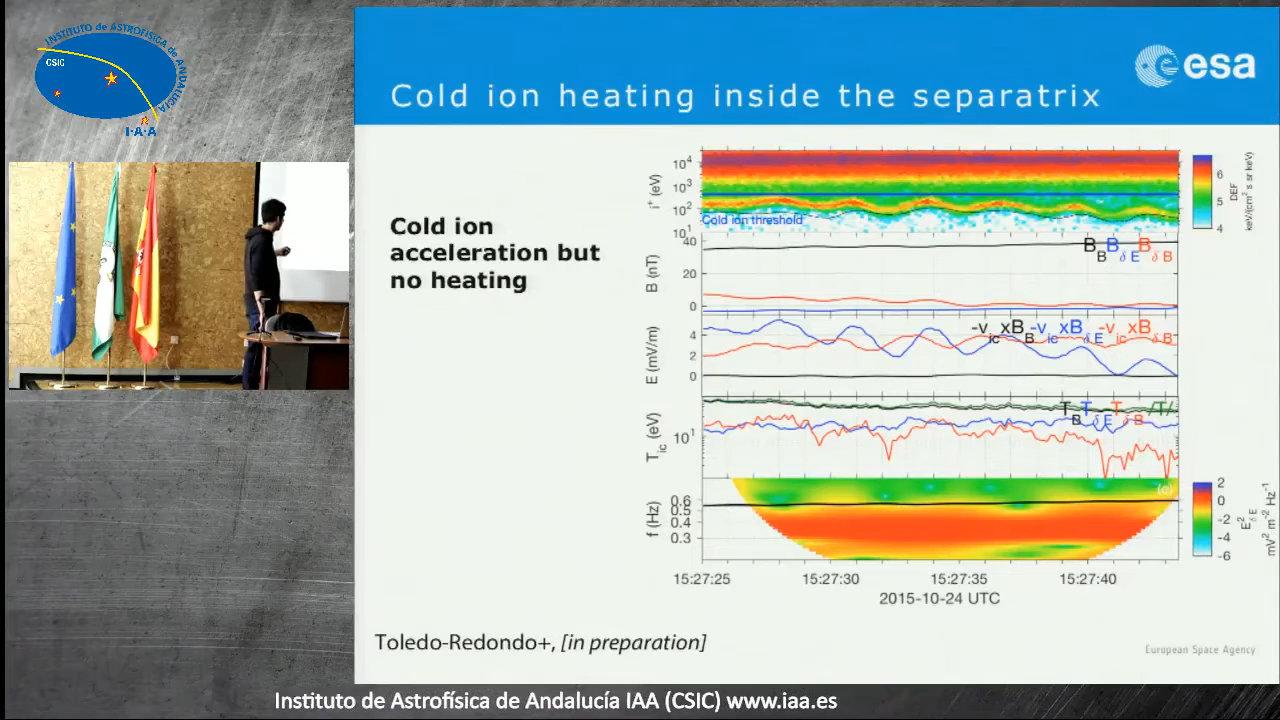 INSTITUTO de ASTROFÍSICA de ANDALUCÍA
CSIC
I·A·A
esa
Cold ion heating inside the separatrix
Cold ion
acceleration but
no heating
i⁺ (eV)
10⁴
10³
10²
10¹
Cold ion threshold
6
5
4
DEF
keV/(cm² s sr keV)
B (nT)
40
20
0
B_B B_δE B_δB
E (mV/m)
4
2
0
-v_ic xB_B -v_ic xB_δE -v_ic xB_δB
T_ic (eV)
10¹
T_B T_δE T_δB /T/
f (Hz)
0.6
0.5
0.4
0.3
2
0
-2
-4
-6
E²_δE
mV² m⁻² Hz⁻¹
15:27:25 15:27:30 15:27:35 15:27:40
2015-10-24 UTC
Toledo-Redondo+, [in preparation]
European Space Agency
Instituto de Astrofísica de Andalucía IAA (CSIC) www.iaa.es